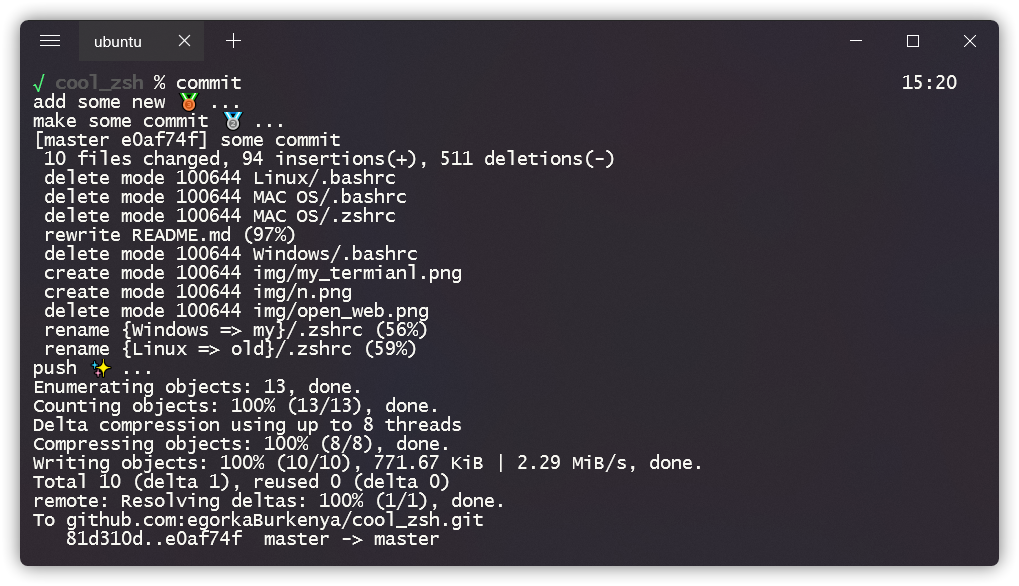 ubuntu
√ cool_zsh % commit 15:20
add some new 🥉 ...
make some commit 🥈 ...
[master e0af74f] some commit
 10 files changed, 94 insertions(+), 511 deletions(-)
 delete mode 100644 Linux/.bashrc
 delete mode 100644 MAC OS/.bashrc
 delete mode 100644 MAC OS/.zshrc
 rewrite README.md (97%)
 delete mode 100644 Windows/.bashrc
 create mode 100644 img/my_termianl.png
 create mode 100644 img/n.png
 delete mode 100644 img/open_web.png
 rename {Windows => my}/.zshrc (56%)
 rename {Linux => old}/.zshrc (59%)
push ✨ ...
Enumerating objects: 13, done.
Counting objects: 100% (13/13), done.
Delta compression using up to 8 threads
Compressing objects: 100% (8/8), done.
Writing objects: 100% (10/10), 771.67 KiB | 2.29 MiB/s, done.
Total 10 (delta 1), reused 0 (delta 0)
remote: Resolving deltas: 100% (1/1), done.
To github.com:egorkaBurkenya/cool_zsh.git
   81d310d..e0af74f  master -> master